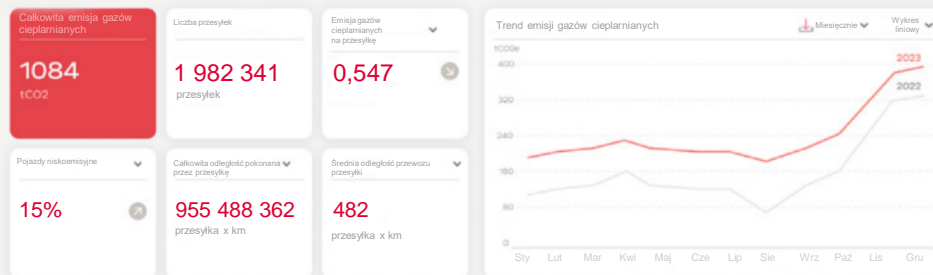 Całkowita emisja gazów
cieplarnianych
1084
tCO2
Liczba przesyłek
1 982 341
przesyłek
Emisja gazów
cieplarnianych
na przesyłkę
0,547
Pojazdy niskoemisyjne
15%
Całkowita odległość pokonana
przez przesyłkę
955 488 362
przesyłka x km
Średnia odległość przewozu
przesyłki
482
przesyłka x km
Trend emisji gazów cieplarnianych
Miesięcznie
Wykres
liniowy
tCO2e
400
320
240
160
80
0
2023
2022
Sty Lut Mar Kwi Maj Cze Lip Sie Wrz Paź Lis Gru